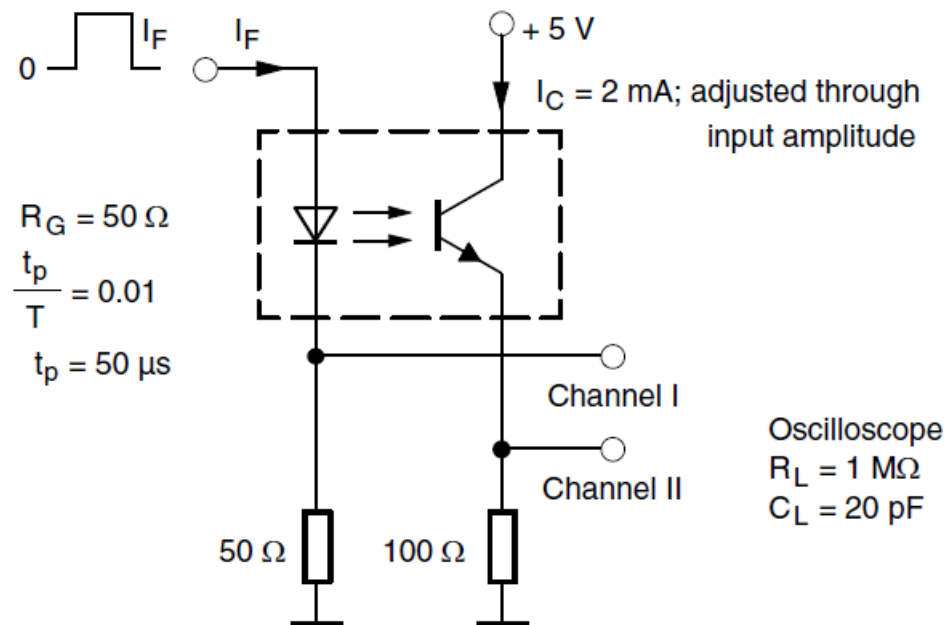 0
I_F
I_F
+ 5 V
I_C = 2 mA; adjusted through
input amplitude
R_G = 50 Ω
t_p
T
= 0.01
t_p = 50 µs
Channel I
Channel II
50 Ω
100 Ω
Oscilloscope
R_L = 1 MΩ
C_L = 20 pF